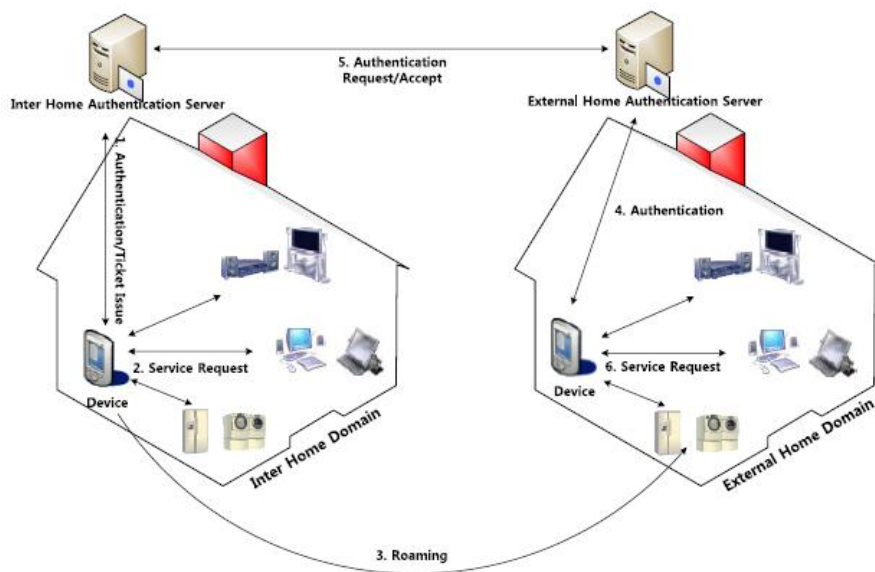 5. Authentication
Request/Accept
Inter Home Authentication Server
External Home Authentication Server
1. Authentication/Ticket Issue
4. Authentication
2. Service Request
6. Service Request
Device
Device
Inter Home Domain
External Home Domain
3. Roaming